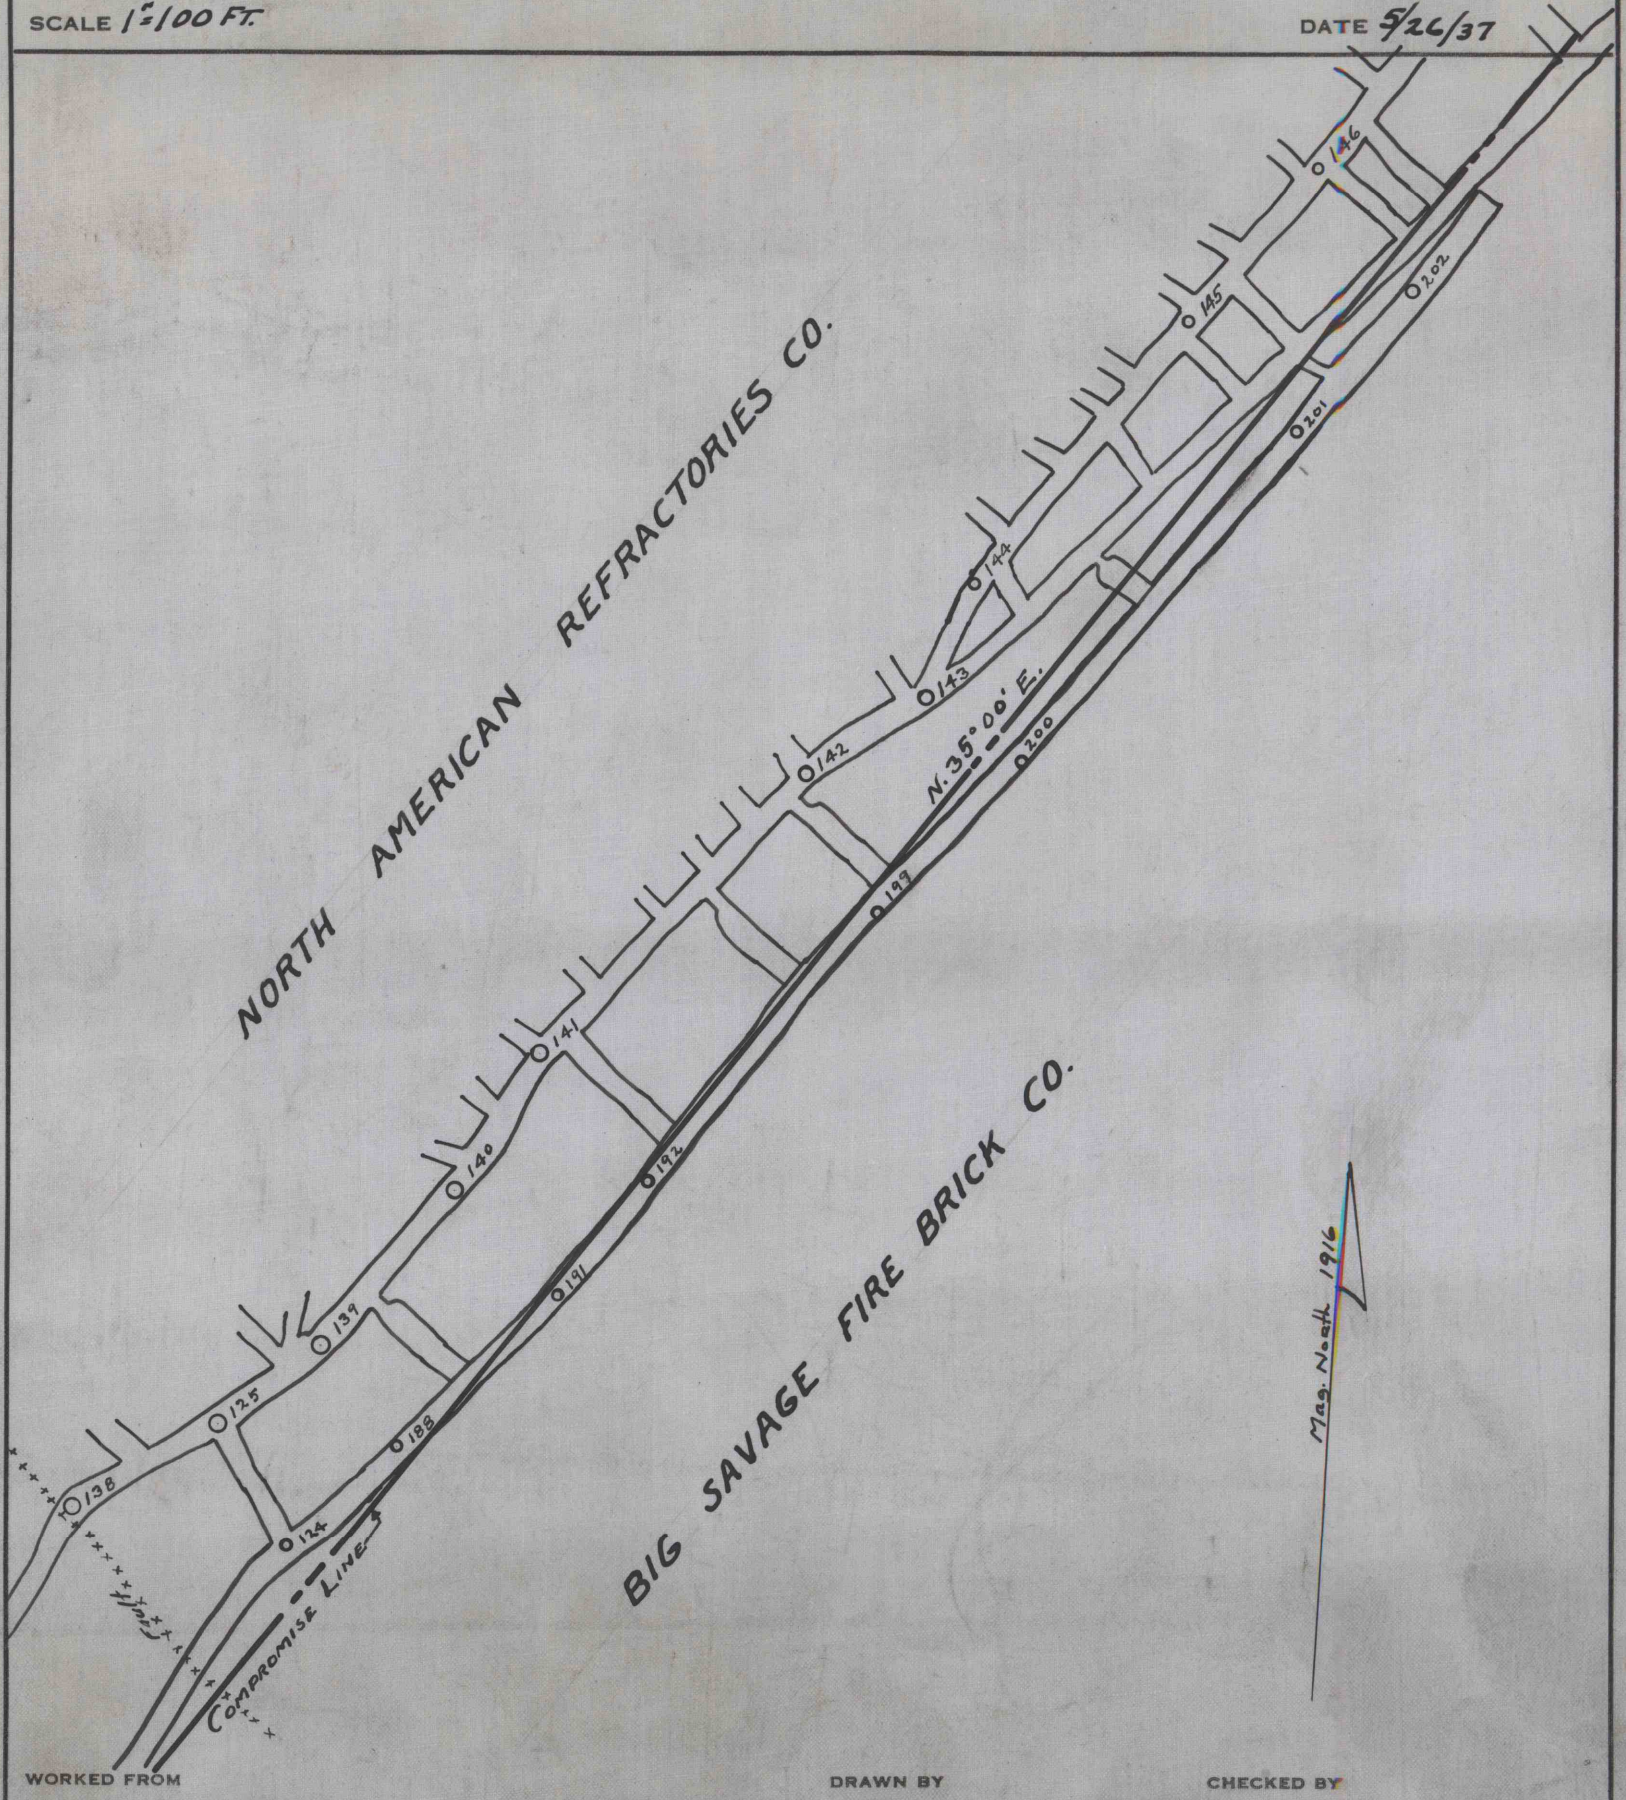 SCALE 1"=100 FT.
DATE 5/26/37
146
202
145
201
144
NORTH AMERICAN REFRACTORIES CO.
143
N. 35° 00' E.
200
142
199
141
140
192
191
139
125
188
138
124
BIG SAVAGE FIRE BRICK CO.
Mag. North 1916
COMPROMISE LINE
fault
WORKED FROM
DRAWN BY
CHECKED BY